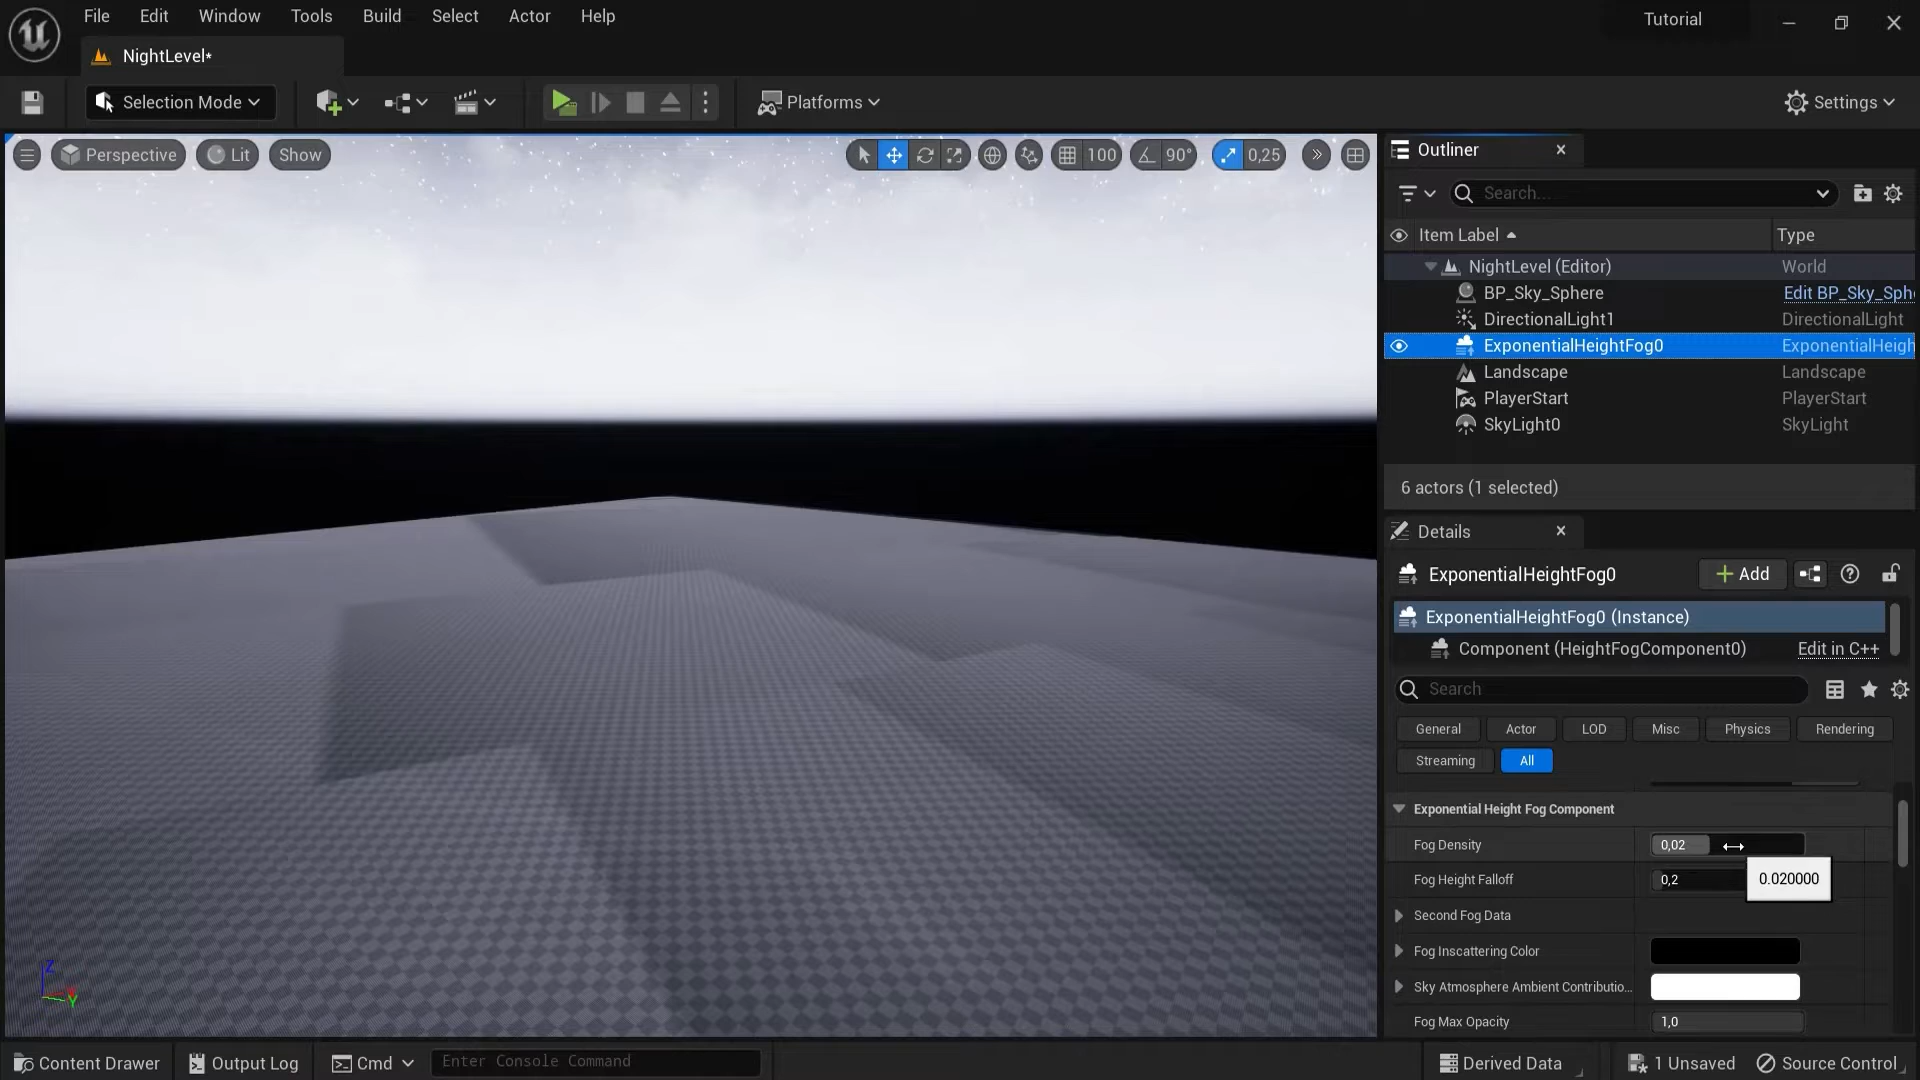 File Edit Window Tools Build Select Actor Help
Tutorial
NightLevel*
Selection Mode
Platforms
Settings
Perspective Lit Show
100 90° 0,25
Outliner
Search...
Item Label Type
NightLevel (Editor) World
BP_Sky_Sphere Edit BP_Sky_Sph
DirectionalLight1 DirectionalLight
ExponentialHeightFog0 ExponentialHeigh
Landscape Landscape
PlayerStart PlayerStart
SkyLight0 SkyLight
6 actors (1 selected)
Details
ExponentialHeightFog0 Add
ExponentialHeightFog0 (Instance)
Component (HeightFogComponent0) Edit in C++
Search
General Actor LOD Misc Physics Rendering
Streaming All
Exponential Height Fog Component
Fog Density 0,02
Fog Height Falloff 0,2
0.020000
Second Fog Data
Fog Inscattering Color
Sky Atmosphere Ambient Contributio...
Fog Max Opacity 1,0
Z
Y
Content Drawer Output Log Cmd Enter Console Command
Derived Data 1 Unsaved Source Control